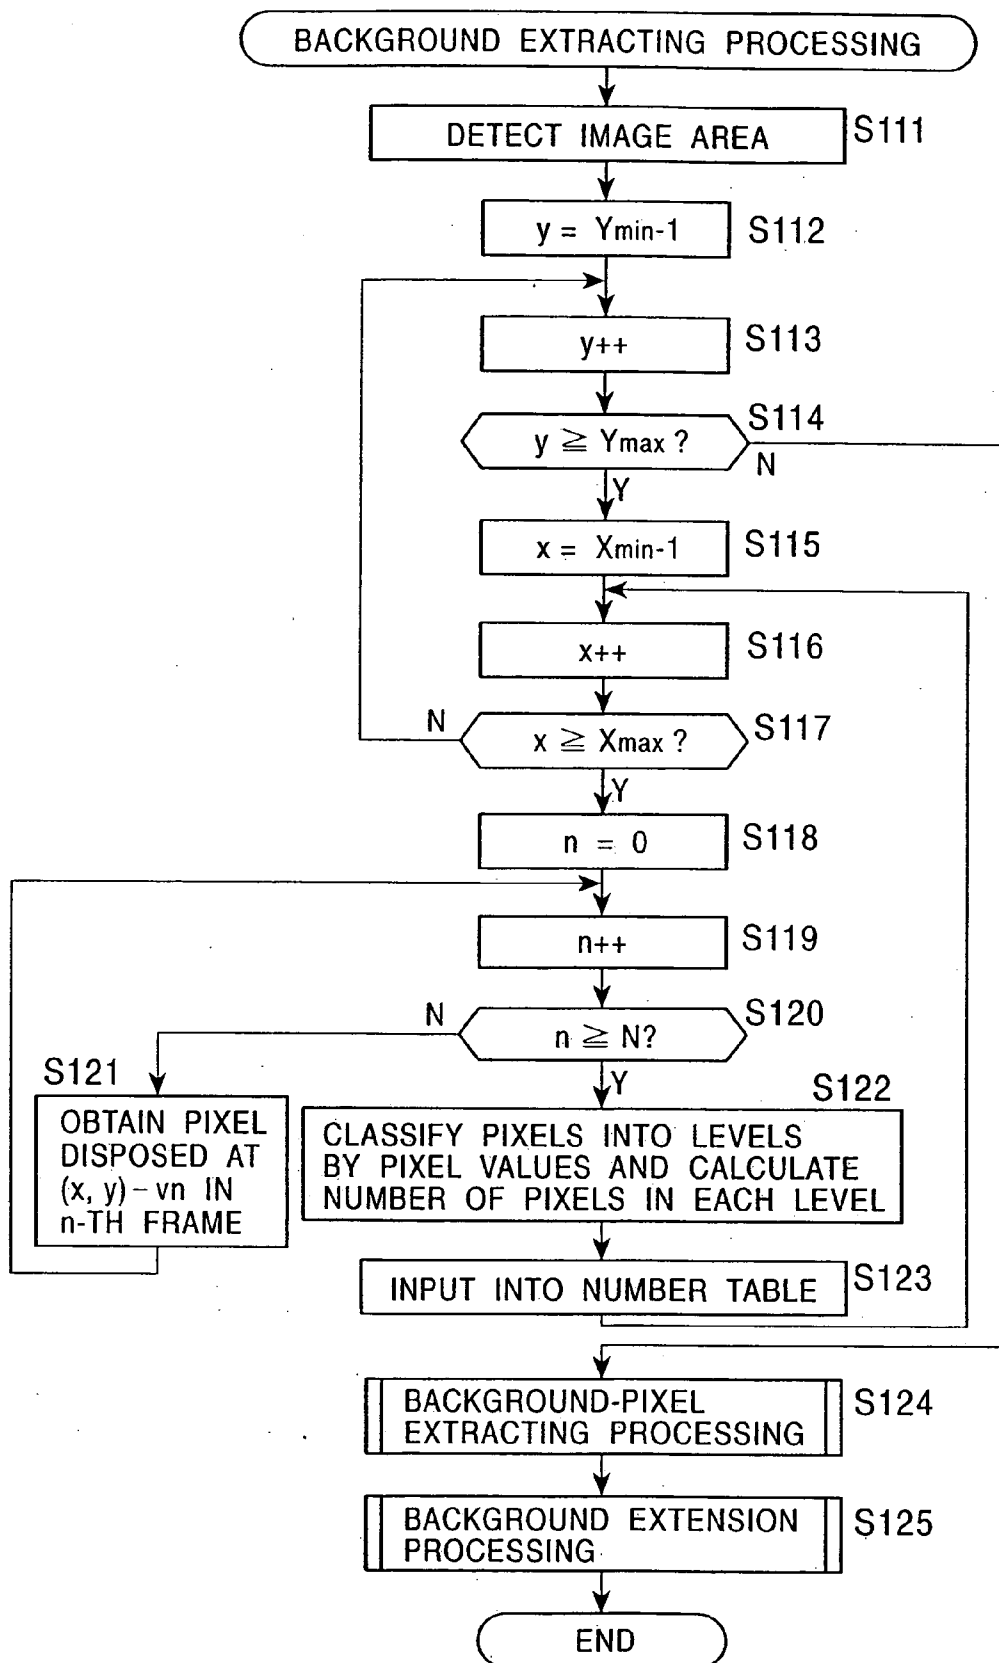 BACKGROUND EXTRACTING PROCESSING
DETECT IMAGE AREA
S111
y = Ymin-1
S112
y++
S113
S114
y ≧ Ymax ?
N
Y
x = Xmin-1
S115
x++
S116
N
x ≧ Xmax ?
S117
Y
n = 0
S118
n++
S119
N
n ≧ N?
S120
Y
S121
OBTAIN PIXEL
DISPOSED AT
(x, y) – vn IN
n-TH FRAME
S122
CLASSIFY PIXELS INTO LEVELS
BY PIXEL VALUES AND CALCULATE
NUMBER OF PIXELS IN EACH LEVEL
INPUT INTO NUMBER TABLE
S123
BACKGROUND-PIXEL
EXTRACTING PROCESSING
S124
BACKGROUND EXTENSION
PROCESSING
S125
END